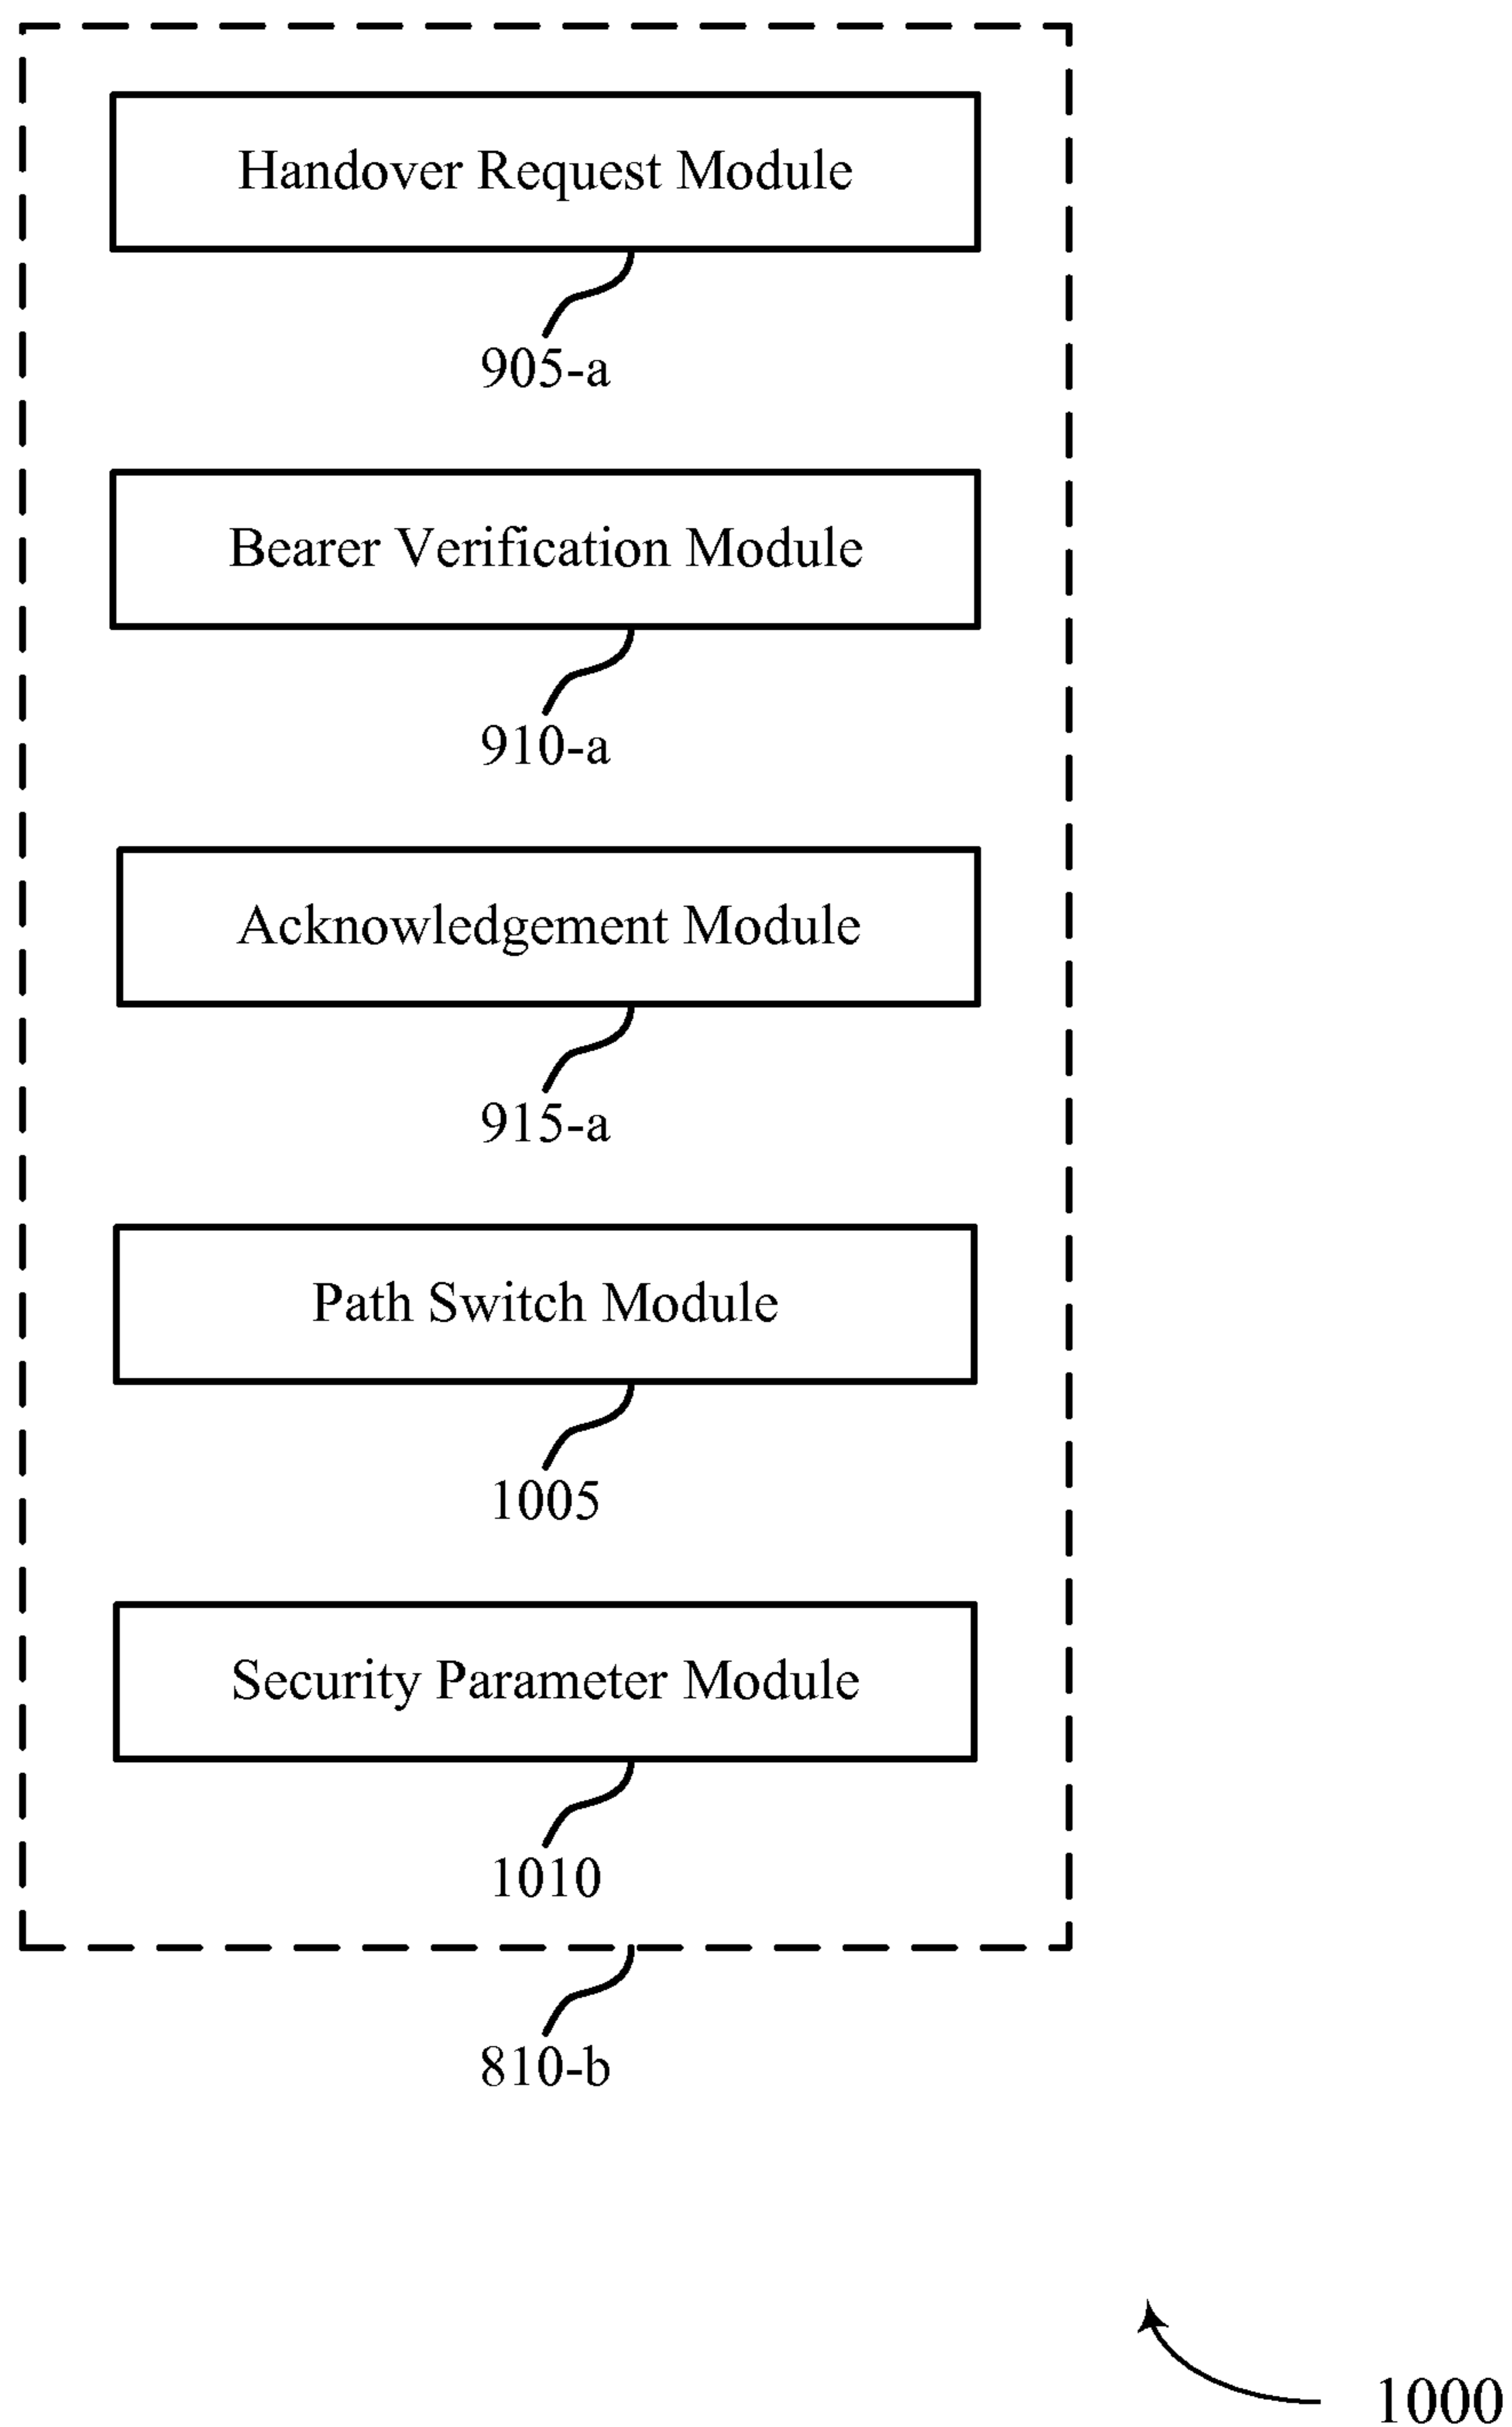 Handover Request Module
905-a
Bearer Verification Module
910-a
Acknowledgement Module
915-a
Path Switch Module
1005
Security Parameter Module
1010
810-b
1000